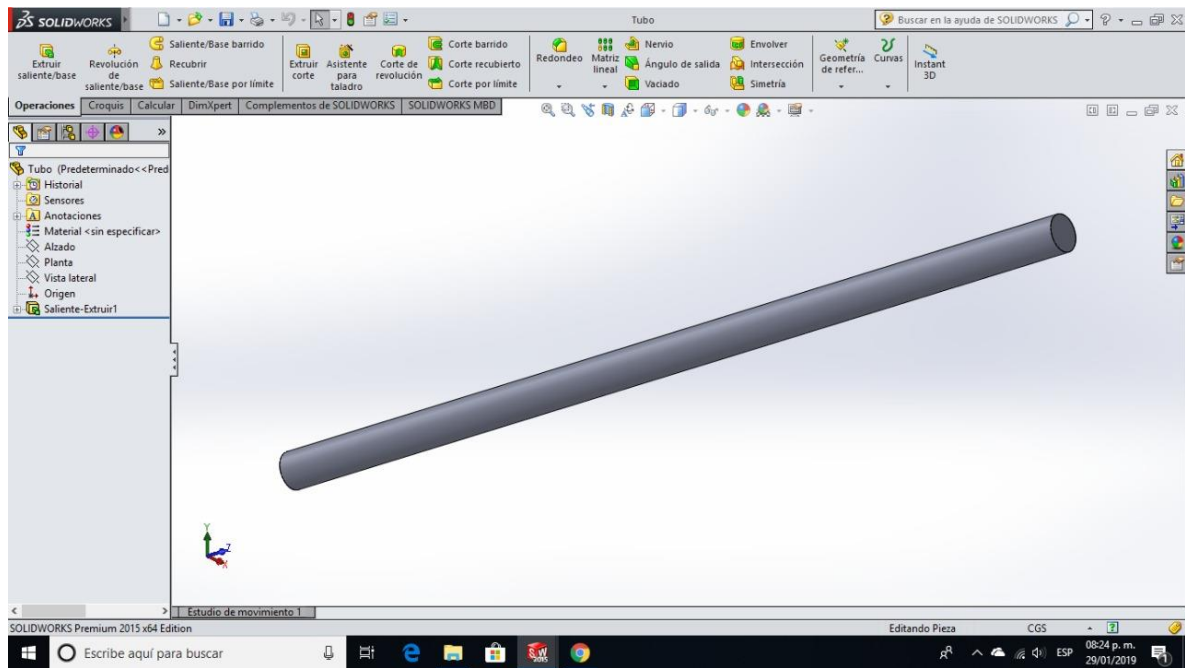 SOLIDWORKS
Tubo
Buscar en la ayuda de SOLIDWORKS
Extruir saliente/base
Revolución de saliente/base
Saliente/Base barrido
Recubrir
Saliente/Base por límite
Extruir corte
Asistente para taladro
Corte de revolución
Corte barrido
Corte recubierto
Corte por límite
Redondeo
Matriz lineal
Nervio
Ángulo de salida
Vaciado
Envolver
Intersección
Simetría
Geometría de refer...
Curvas
Instant 3D
Operaciones Croquis Calcular DimXpert Complementos de SOLIDWORKS SOLIDWORKS MBD
Tubo (Predeterminado<<Pred
Historial
Sensores
Anotaciones
Material <sin especificar>
Alzado
Planta
Vista lateral
Origen
Saliente-Extruir1
Y
Z
X
Estudio de movimiento 1
SOLIDWORKS Premium 2015 x64 Edition
Editando Pieza
CGS
Escribe aquí para buscar
ESP
08:24 p. m.
29/01/2019